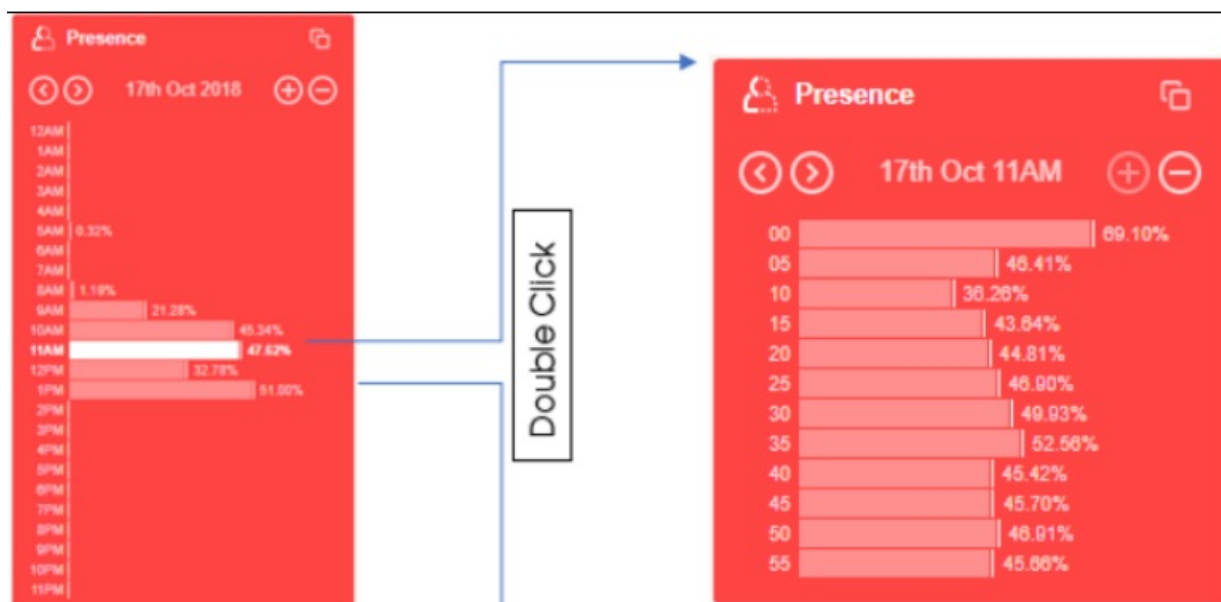 Presence
17th Oct 2018
12AM
1AM
2AM
3AM
4AM
5AM 0.32%
6AM
7AM
8AM 1.19%
9AM 21.28%
10AM 45.34%
11AM 47.62%
12PM 32.78%
1PM 51.00%
2PM
3PM
4PM
5PM
6PM
7PM
8PM
9PM
10PM
11PM
Double Click
Presence
17th Oct 11AM
00 69.10%
05 46.41%
10 36.26%
15 43.64%
20 44.81%
25 46.90%
30 49.93%
35 52.56%
40 45.42%
45 45.70%
50 46.91%
55 45.66%